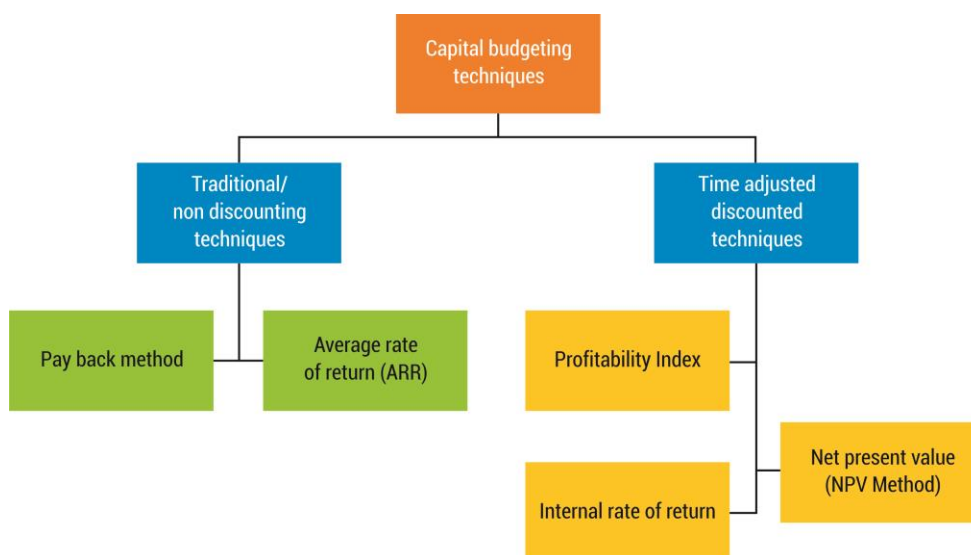 Capital budgeting
techniques
Traditional/
non discounting
techniques
Time adjusted
discounted
techniques
Pay back method
Average rate
of return (ARR)
Profitability Index
Internal rate of return
Net present value
(NPV Method)